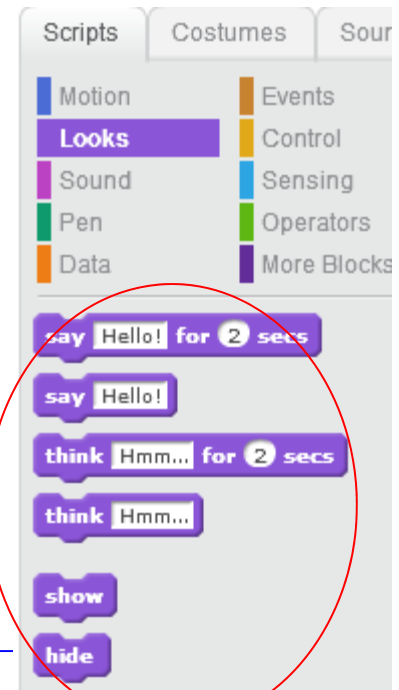 Scripts Costumes Sour
Motion Events
Looks Control
Sound Sensing
Pen Operators
Data More Blocks
say Hello! for 2 secs
say Hello!
think Hmm... for 2 secs
think Hmm...
show
hide